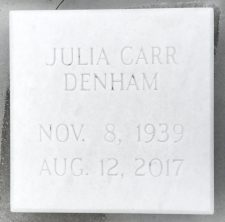 JULIA CARR
DENHAM
NOV. 8, 1939
AUG. 12, 2017